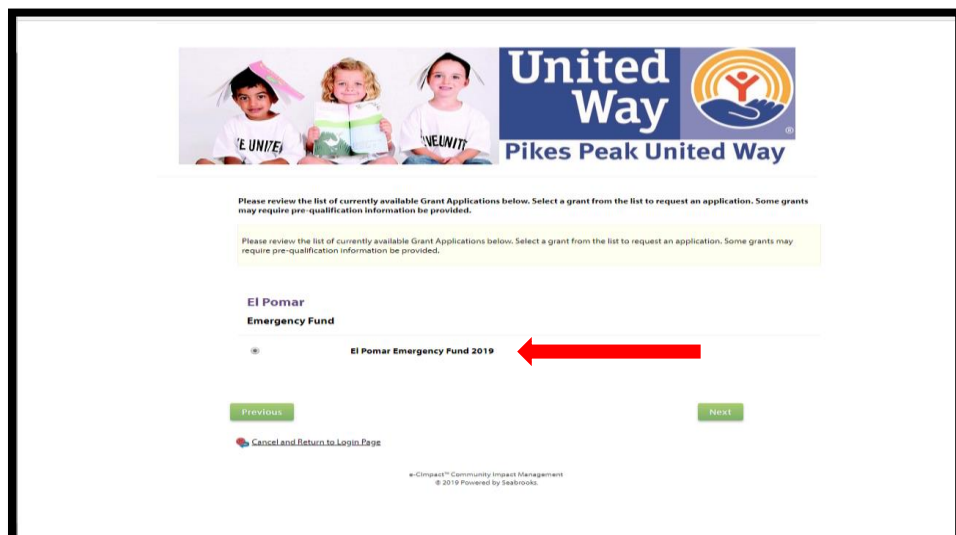 United
Way
®
Pikes Peak United Way
VE UNITED
LIVE UNITE
Please review the list of currently available Grant Applications below. Select a grant from the list to request an application. Some grants
may require pre-qualification information be provided.
Please review the list of currently available Grant Applications below. Select a grant from the list to request an application. Some grants may
require pre-qualification information be provided.
El Pomar
Emergency Fund
El Pomar Emergency Fund 2019
Previous
Next
Cancel and Return to Login Page
e-CImpact™ Community Impact Management
© 2019 Powered by Seabrooks.